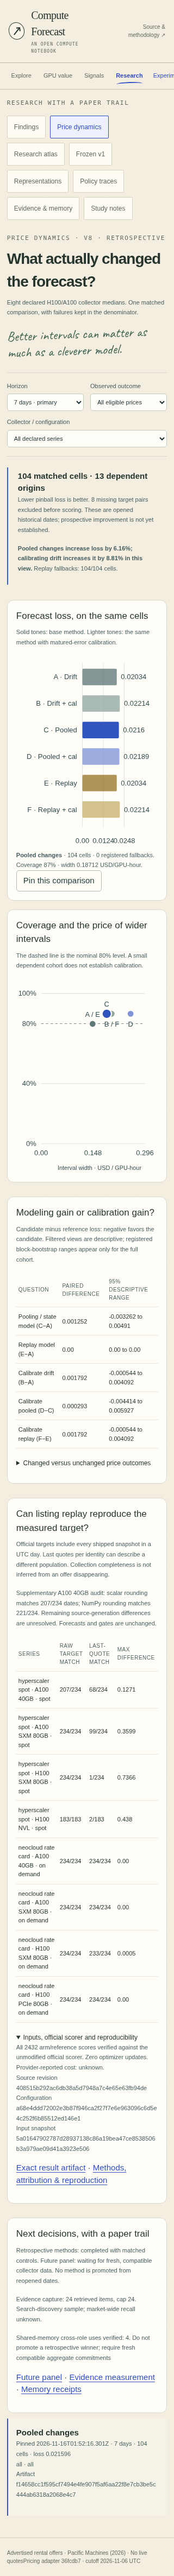 Compute
Forecast
AN OPEN COMPUTE
NOTEBOOK
Source &
methodology ↗
Explore GPU value Signals Research Experim
RESEARCH WITH A PAPER TRAIL
Findings Price dynamics
Research atlas Frozen v1
Representations Policy traces
Evidence & memory Study notes
PRICE DYNAMICS · V8 · RETROSPECTIVE
What actually changed
the forecast?
Eight declared H100/A100 collector medians. One matched
comparison, with failures kept in the denominator.
Better intervals can matter as
much as a cleverer model.
Horizon
Observed outcome
7 days · primary
All eligible prices
Collector / configuration
All declared series
104 matched cells · 13 dependent
origins
Lower pinball loss is better. 8 missing target pairs
excluded before scoring. These are opened
historical dates; prospective improvement is not yet
established.
Pooled changes increase loss by 6.16%;
calibrating drift increases it by 8.81% in this
view. Replay fallbacks: 104/104 cells.
Forecast loss, on the same cells
Solid tones: base method. Lighter tones: the same
method with matured-error calibration.
A · Drift 0.02034
B · Drift + cal 0.02214
C · Pooled 0.0216
D · Pooled + cal 0.02189
E · Replay 0.02034
F · Replay + cal 0.02214
0.00 0.0124 0.0248
Pooled changes · 104 cells · 0 registered fallbacks.
Coverage 87% · width 0.18712 USD/GPU-hour.
Pin this comparison
Coverage and the price of wider
intervals
The dashed line is the nominal 80% level. A small
dependent cohort does not establish calibration.
100%
C
A / E
80%
B / F D
40%
0%
0.00 0.148 0.296
Interval width · USD / GPU-hour
Modeling gain or calibration gain?
Candidate minus reference loss: negative favors the
candidate. Filtered views are descriptive; registered
block-bootstrap ranges appear only for the full
cohort.
QUESTION PAIRED DIFFERENCE 95% DESCRIPTIVE RANGE
Pooling / state model (C−A) 0.001252 -0.003262 to 0.00491
Replay model (E−A) 0.00 0.00 to 0.00
Calibrate drift (B−A) 0.001792 -0.000544 to 0.004092
Calibrate pooled (D−C) 0.000293 -0.004414 to 0.005927
Calibrate replay (F−E) 0.001792 -0.000544 to 0.004092
▶ Changed versus unchanged price outcomes
Can listing replay reproduce the
measured target?
Official targets include every shipped snapshot in a
UTC day. Last quotes per identity can describe a
different population. Collection completeness is not
inferred from an offer disappearing.
Supplementary A100 40GB audit: scalar rounding
matches 207/234 dates; NumPy rounding matches
221/234. Remaining source-generation differences
are unresolved. Forecasts and gates are unchanged.
SERIES RAW TARGET MATCH LAST-QUOTE MATCH MAX DIFFERENCE
hyperscaler spot · A100 40GB · spot 207/234 68/234 0.1271
hyperscaler spot · A100 SXM 80GB · spot 234/234 99/234 0.3599
hyperscaler spot · H100 SXM 80GB · spot 234/234 1/234 0.7366
hyperscaler spot · H100 NVL · spot 183/183 2/183 0.438
neocloud rate card · A100 40GB · on demand 234/234 234/234 0.00
neocloud rate card · A100 SXM 80GB · on demand 234/234 234/234 0.00
neocloud rate card · H100 SXM 80GB · on demand 234/234 233/234 0.0005
neocloud rate card · H100 PCIe 80GB · on demand 234/234 234/234 0.00
▼ Inputs, official scorer and reproducibility
All 2432 arm/reference scores verified against the
unmodified official scorer. Zero optimizer updates.
Provider-reported cost: unknown.
Source revision
Configuration
Input snapshot
Exact result artifact · Methods,
attribution & reproduction
Next decisions, with a paper trail
Retrospective methods: completed with matched
controls. Future panel: waiting for fresh, compatible
collector data. No method is promoted from
reopened dates.
Evidence capture: 24 retrieved items, cap 24.
Search-discovery sample; market-wide recall
unknown.
Shared-memory cross-role uses verified: 4. Do not
promote a retrospective winner; require fresh
compatible aggregate commitments
Future panel · Evidence measurement
· Memory receipts
Pooled changes
Pinned 2026-11-16T01:52:16.301Z · 7 days · 104
cells · loss 0.021596
all · all
Artifact
Advertised rental offers · Pacific Machines (2026) · No live
quotesPricing adapter 36fcdb7 · cutoff 2026-11-06 UTC